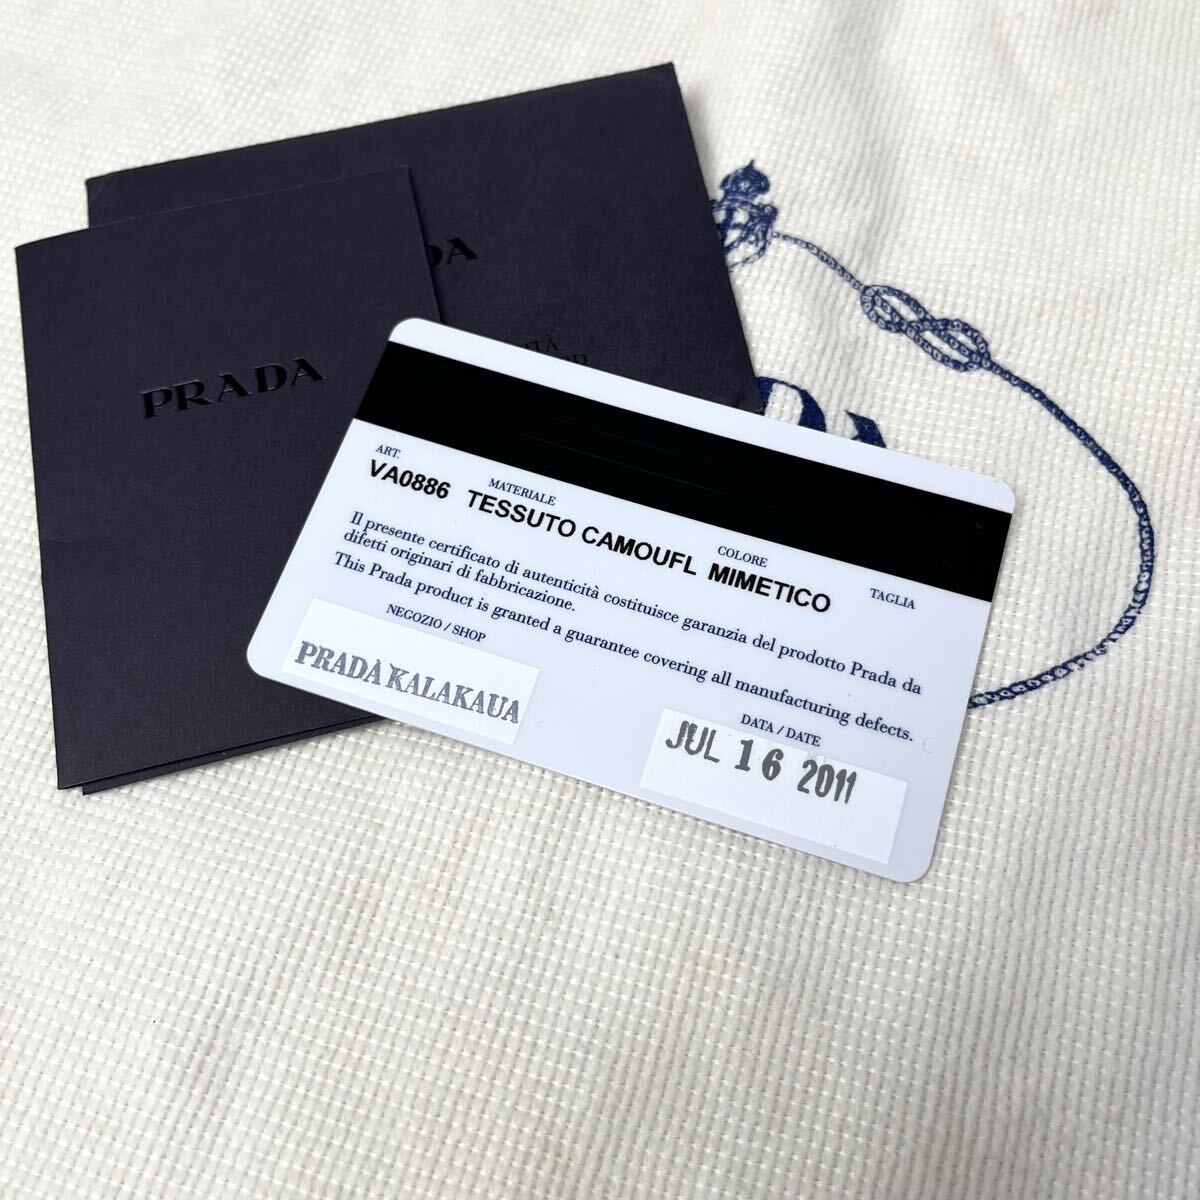 PRADA
ART.
VA0886
MATERIALE
TESSUTO CAMOUFL
COLORE
MIMETICO
TAGLIA
Il presente certificato di autenticità costituisce garanzia del prodotto Prada da
difetti originari di fabbricazione.
This Prada product is granted a guarantee covering all manufacturing defects.
NEGOZIO / SHOP
PRADA KALAKAUA
DATA / DATE
JUL 16 2011